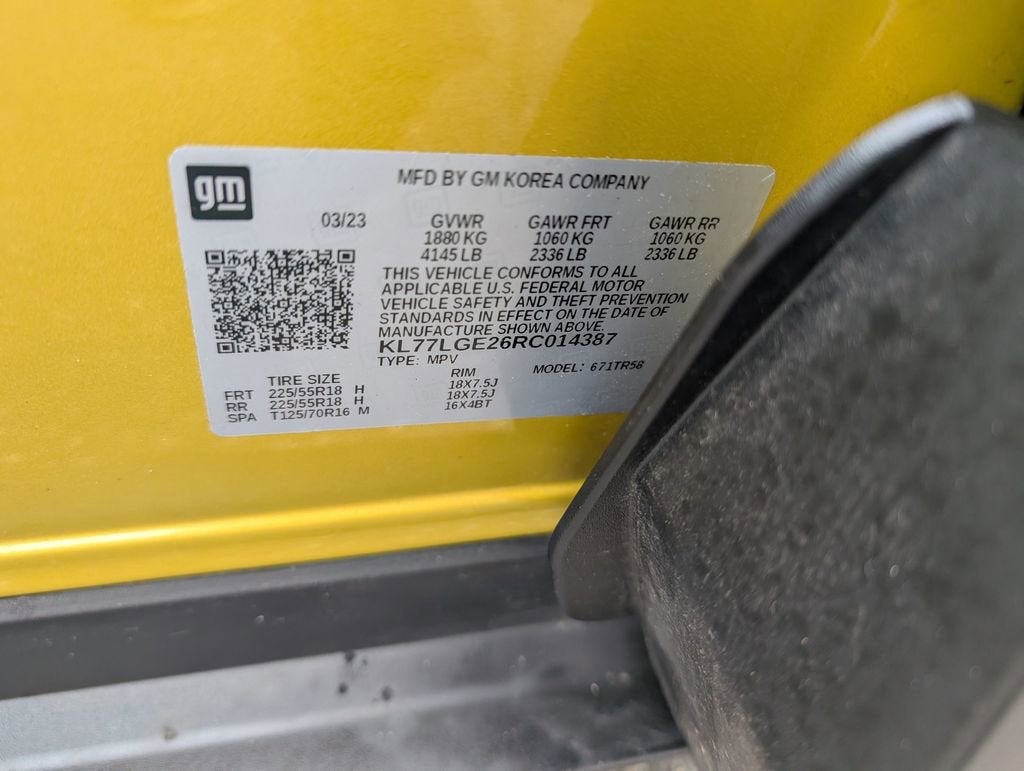 gm
MFD BY GM KOREA COMPANY
03/23 GVWR GAWR FRT GAWR RR
1880 KG 1060 KG 1060 KG
4145 LB 2336 LB 2336 LB
THIS VEHICLE CONFORMS TO ALL
APPLICABLE U.S. FEDERAL MOTOR
VEHICLE SAFETY AND THEFT PREVENTION
STANDARDS IN EFFECT ON THE DATE OF
MANUFACTURE SHOWN ABOVE.
KL77LGE26RC014387
TYPE: MPV MODEL: 671TR58
TIRE SIZE RIM
FRT 225/55R18 H 18X7.5J
RR 225/55R18 H 18X7.5J
SPA T125/70R16 M 16X4BT